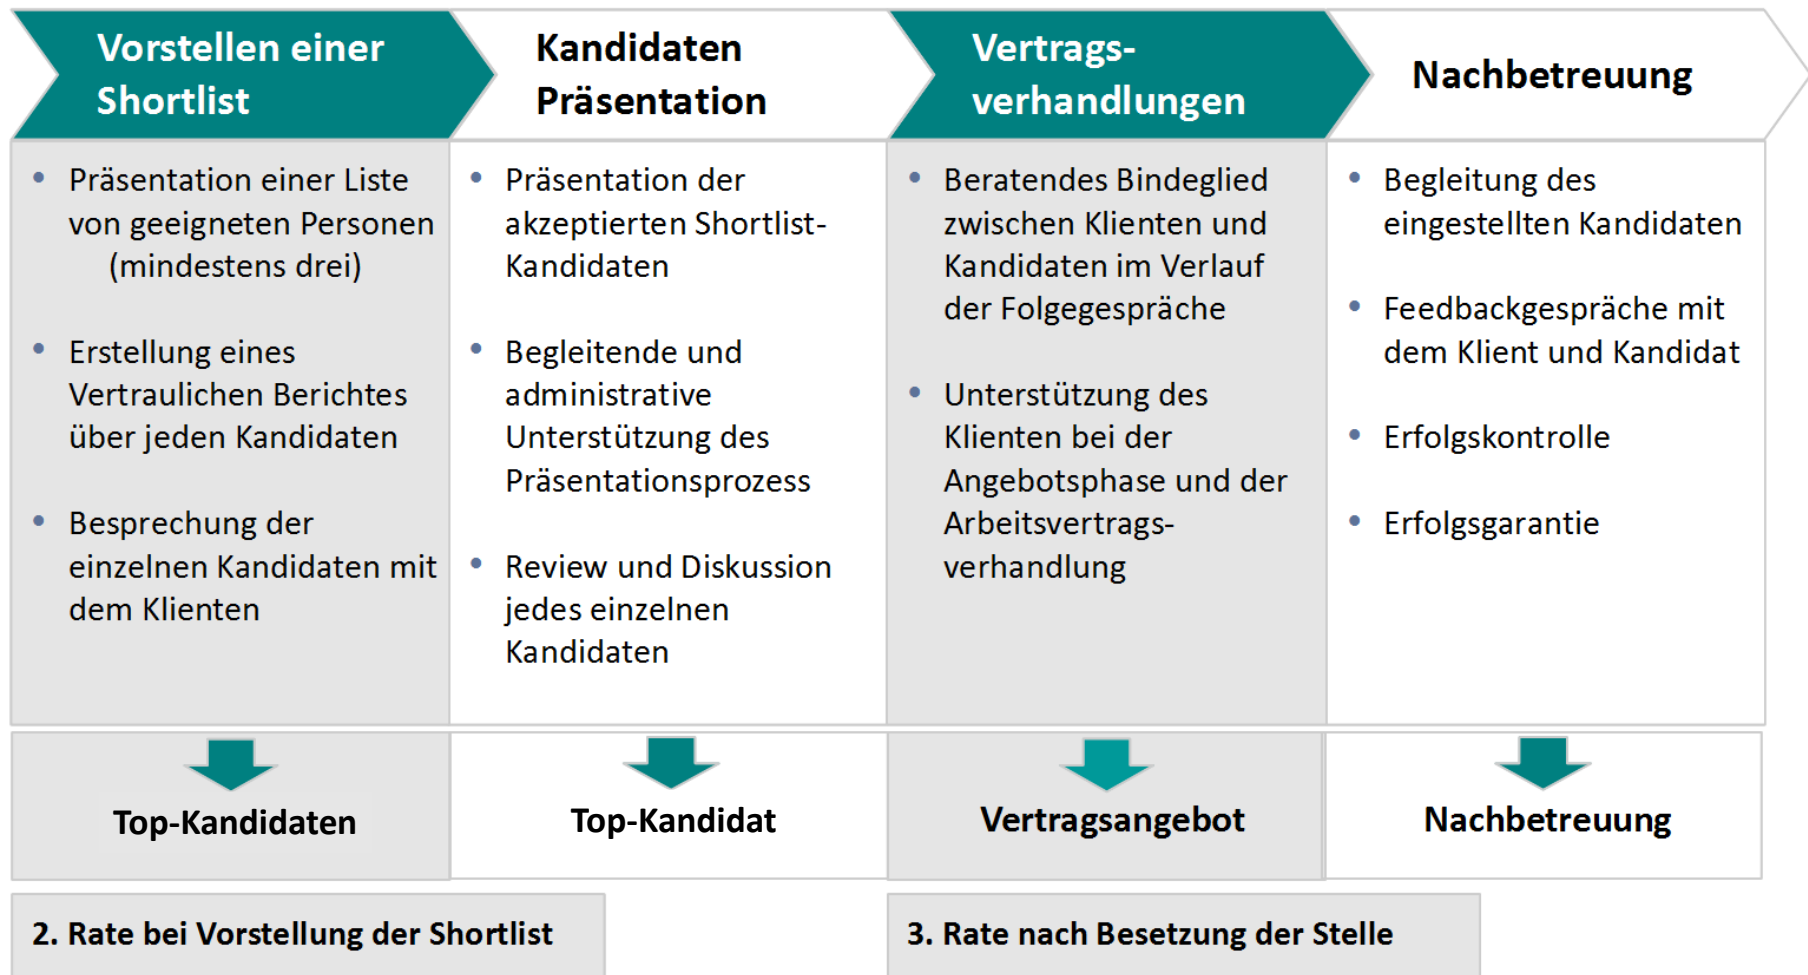 Vorstellen einer
Shortlist
Kandidaten
Präsentation
Vertrags-
verhandlungen
Nachbetreuung
• Präsentation einer Liste
von geeigneten Personen
(mindestens drei)
• Erstellung eines
Vertraulichen Berichtes
über jeden Kandidaten
• Besprechung der
einzelnen Kandidaten mit
dem Klienten
• Präsentation der
akzeptierten Shortlist-
Kandidaten
• Begleitende und
administrative
Unterstützung des
Präsentationsprozess
• Review und Diskussion
jedes einzelnen
Kandidaten
• Beratendes Bindeglied
zwischen Klienten und
Kandidaten im Verlauf
der Folgegespräche
• Unterstützung des
Klienten bei der
Angebotsphase und der
Arbeitsvertrags-
verhandlung
• Begleitung des
eingestellten Kandidaten
• Feedbackgespräche mit
dem Klient und Kandidat
• Erfolgskontrolle
• Erfolgsgarantie
Top-Kandidaten
Top-Kandidat
Vertragsangebot
Nachbetreuung
2. Rate bei Vorstellung der Shortlist
3. Rate nach Besetzung der Stelle